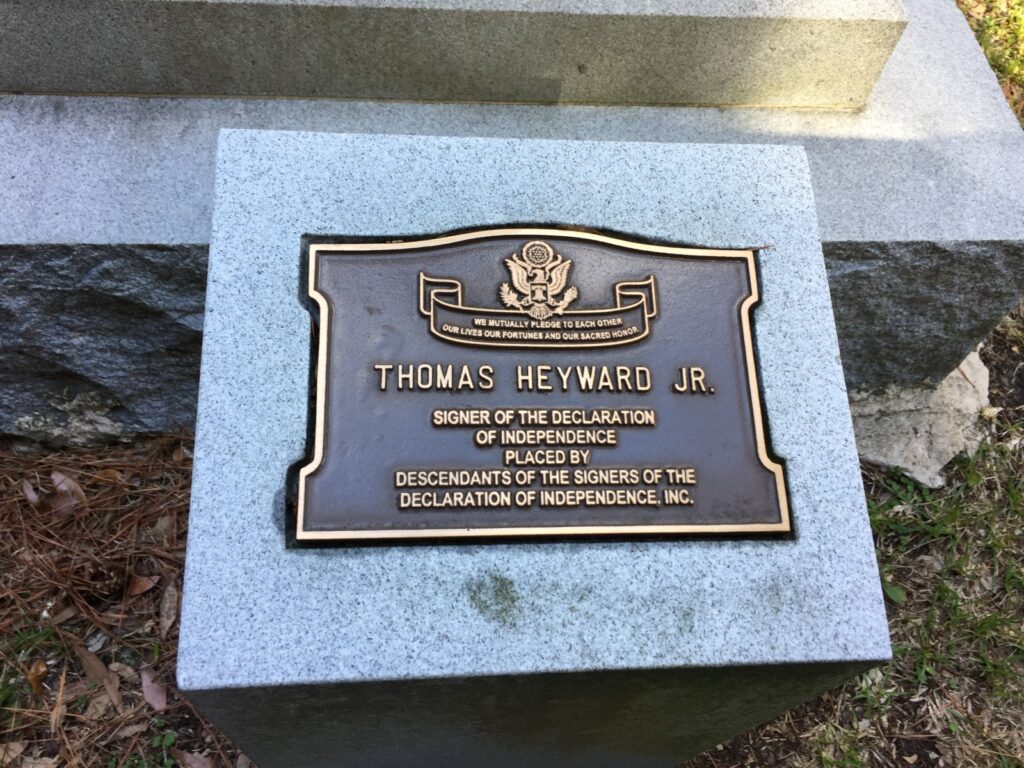 WE MUTUALLY PLEDGE TO EACH OTHER
OUR LIVES OUR FORTUNES AND OUR SACRED HONOR
THOMAS HEYWARD JR.
SIGNER OF THE DECLARATION
OF INDEPENDENCE
PLACED BY
DESCENDANTS OF THE SIGNERS OF THE
DECLARATION OF INDEPENDENCE, INC.